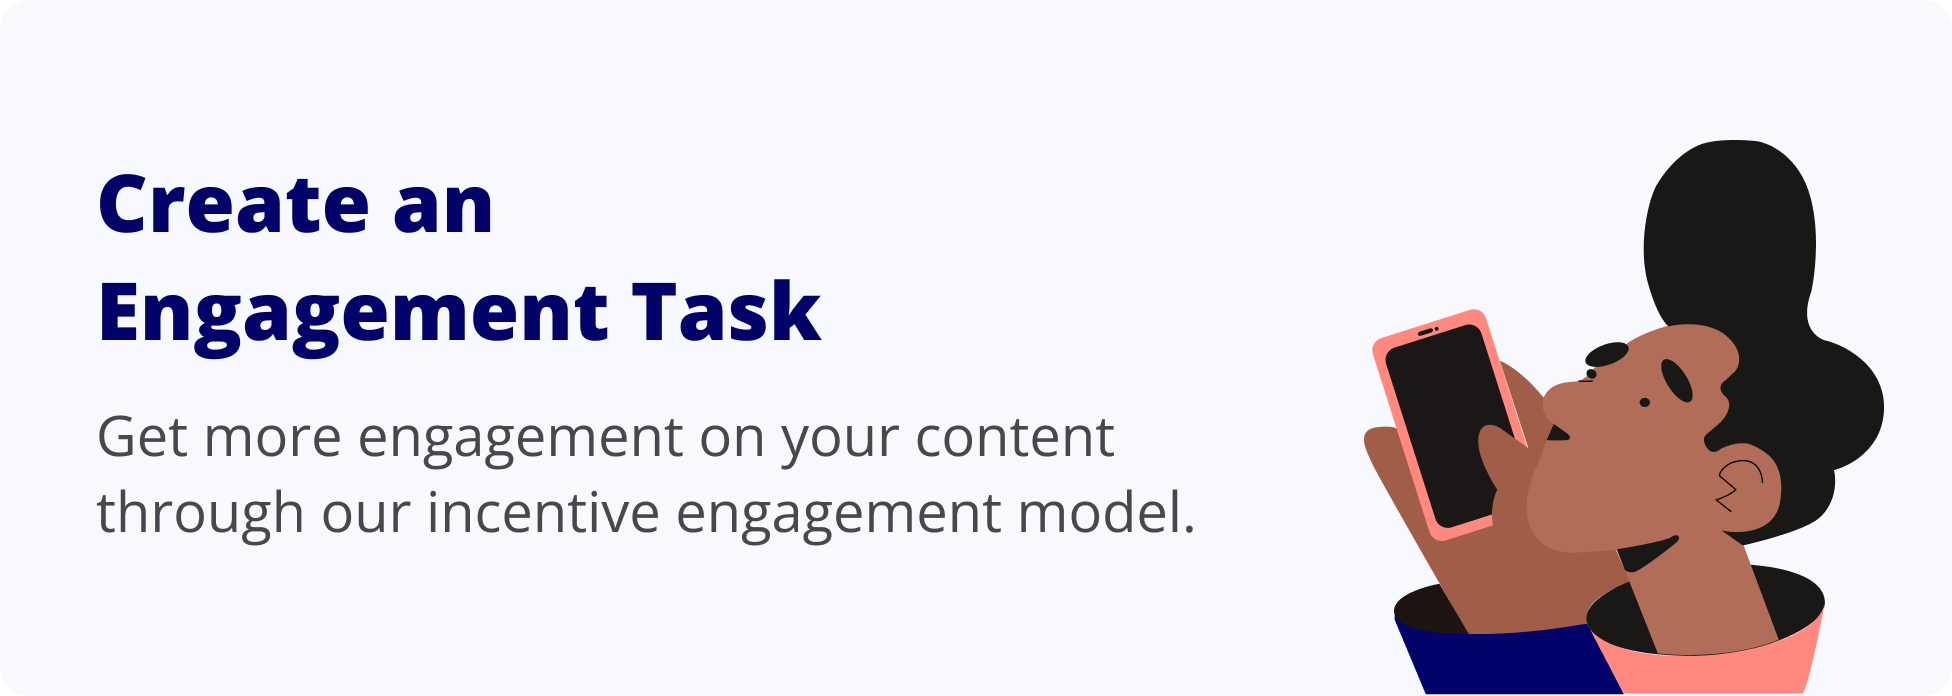 Create an
Engagement Task
Get more engagement on your content
through our incentive engagement model.